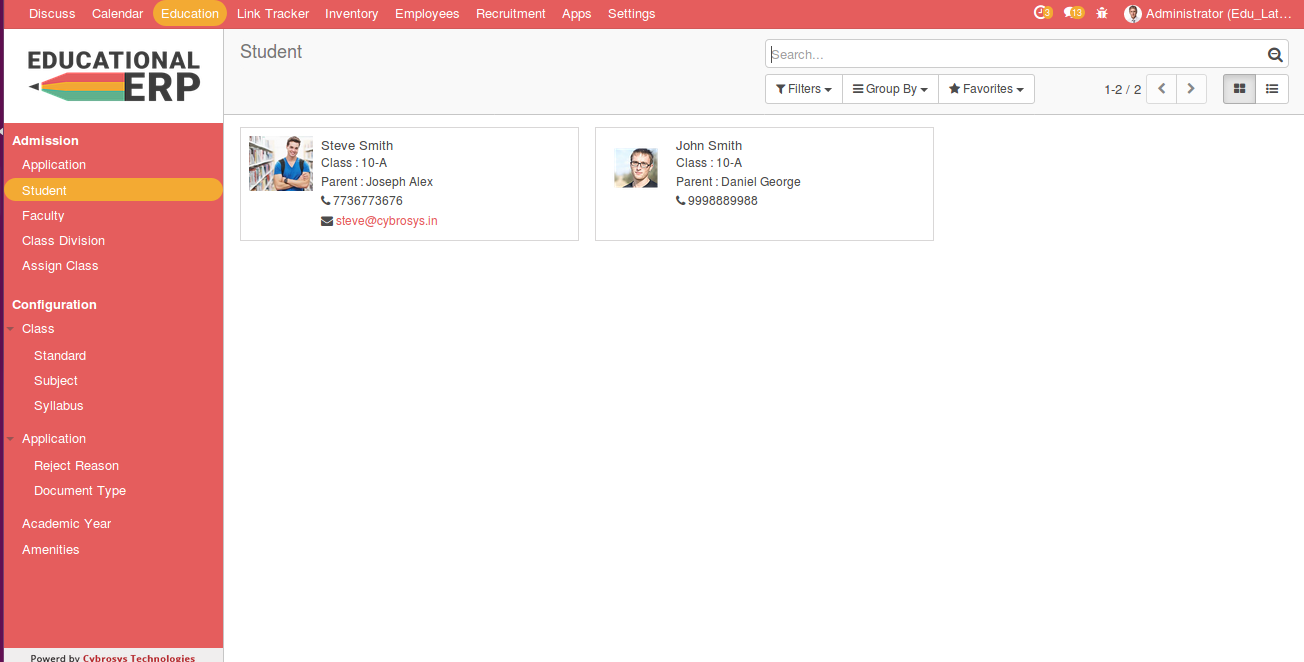 Discuss Calendar Education Link Tracker Inventory Employees Recruitment Apps Settings 3 13 Administrator (Edu_Lat...
EDUCATIONAL
ERP
Student
Search...
Filters Group By Favorites 1-2 / 2
Admission
Application
Student
Faculty
Class Division
Assign Class
Configuration
Class
Standard
Subject
Syllabus
Application
Reject Reason
Document Type
Academic Year
Amenities
Powerd by Cybrosys Technologies
Steve Smith
Class : 10-A
Parent : Joseph Alex
7736773676
steve@cybrosys.in
John Smith
Class : 10-A
Parent : Daniel George
9998889988